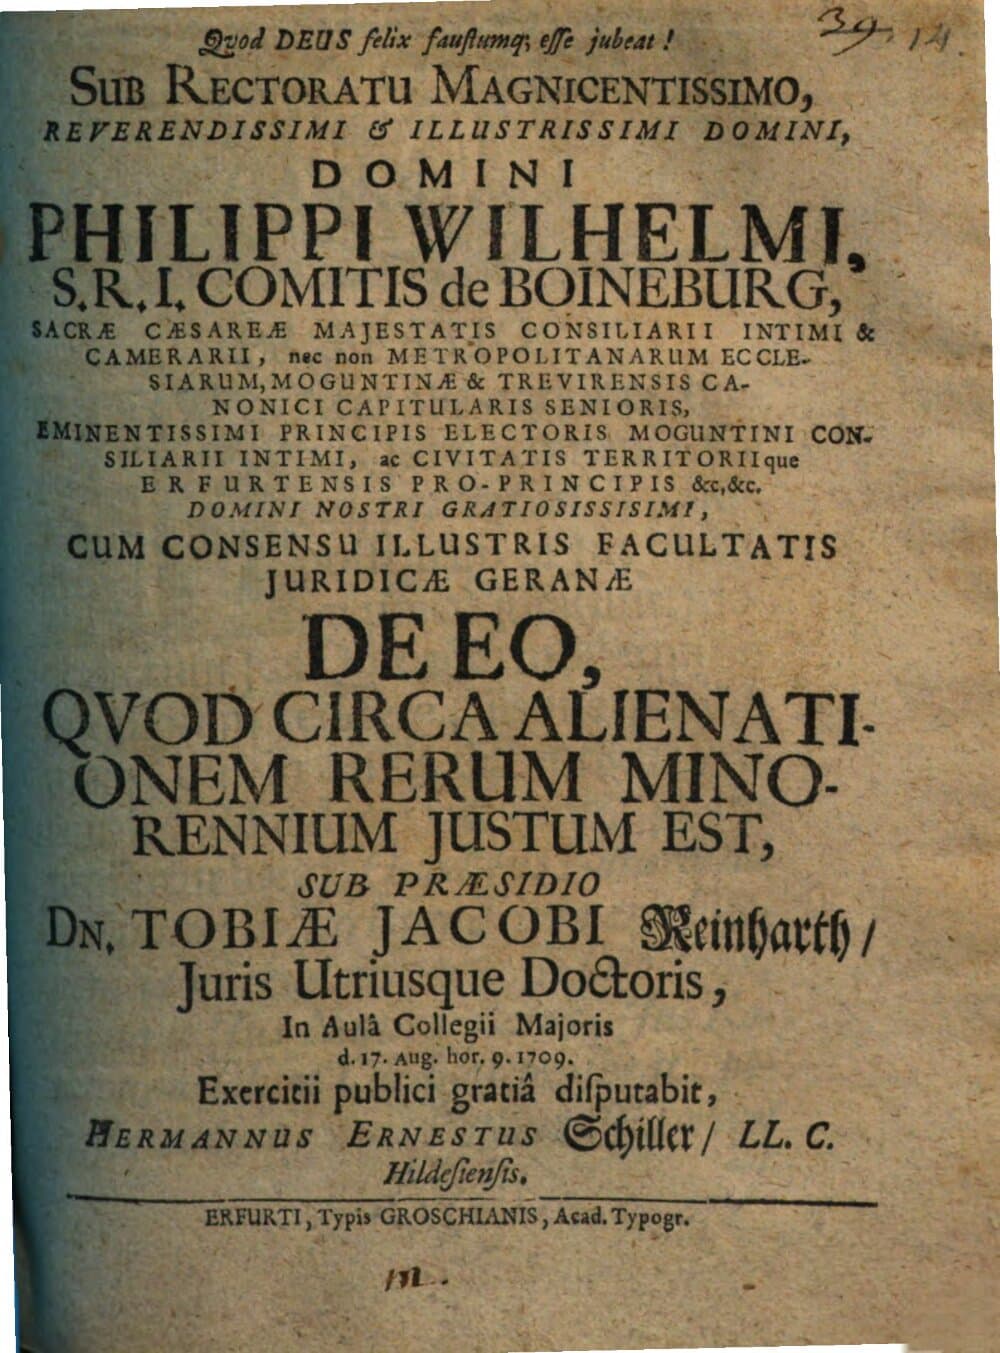 39. 14.
Qvod DEUS felix fauſtumq; eſſe jubeat!
SUB RECTORATU MAGNICENTISSIMO,
REVERENDISSIMI & ILLUSTRISSIMI DOMINI,
DOMINI
PHILIPPI WILHELMI,
S.R.I. COMITIS de BOINEBURG,
SACRÆ CÆSAREÆ MAJESTATIS CONSILIARII INTIMI &
CAMERARII, nec non METROPOLITANARUM ECCLE-
SIARUM, MOGUNTINÆ & TREVIRENSIS CA-
NONICI CAPITULARIS SENIORIS,
EMINENTISSIMI PRINCIPIS ELECTORIS MOGUNTINI CON-
SILIARII INTIMI, ac CIVITATIS TERRITORIIque
ERFURTENSIS PRO-PRINCIPIS &c,&c.
DOMINI NOSTRI GRATIOSISSISIMI,
CUM CONSENSU ILLUSTRIS FACULTATIS
JURIDICÆ GERANÆ
DE EO,
QVOD CIRCA ALIENATI-
ONEM RERUM MINO-
RENNIUM JUSTUM EST,
SUB PRÆSIDIO
DN. TOBIÆ JACOBI Reinharth/
Juris Utriusque Doctoris,
In Aulâ Collegii Majoris
d. 17. Aug. hor. 9. 1709.
Exercitii publici gratiâ diſputabit,
HERMANNUS ERNESTUS Schiller/ LL. C.
Hildeſienſis.
ERFURTI, Typis GROSCHIANIS, Acad. Typogr.
m.